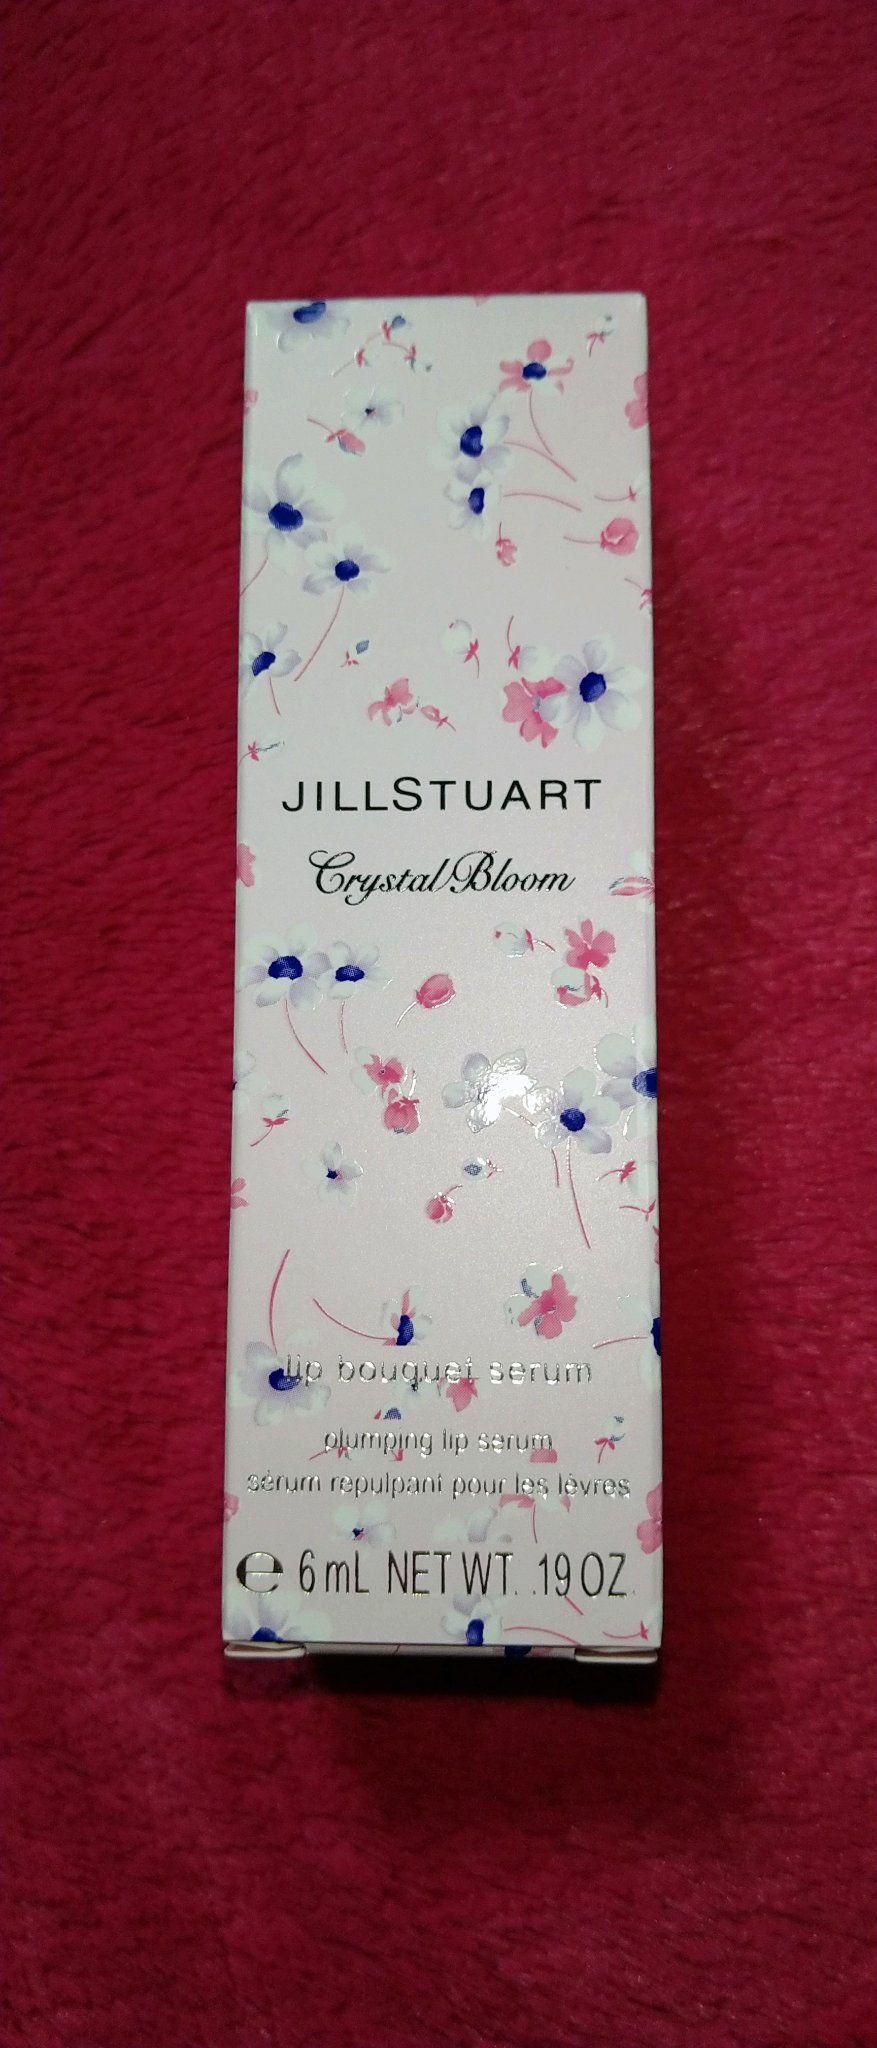 JILLSTUART
Crystal Bloom
lip bouquet serum
plumping lip serum
sérum repulpant pour les lèvres
℮ 6 mL NET WT. .19 OZ.